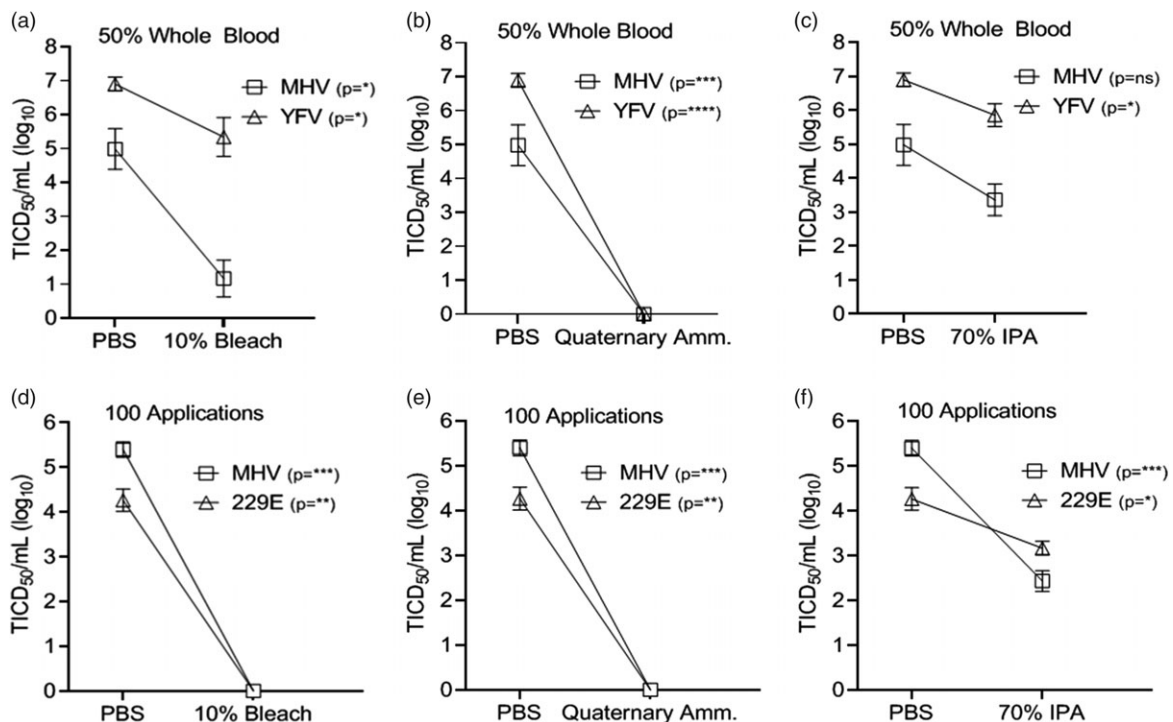 (a)
50% Whole Blood
MHV (p=*)
YFV (p=*)
TICD50/mL (log10)
8
7
6
5
4
3
2
1
0
PBS 10% Bleach
(b)
50% Whole Blood
MHV (p=***)
YFV (p=****)
TICD50/mL (log10)
8
7
6
5
4
3
2
1
0
PBS Quaternary Amm.
(c)
50% Whole Blood
MHV (p=ns)
YFV (p=*)
TICD50/mL (log10)
8
7
6
5
4
3
2
1
0
PBS 70% IPA
(d)
100 Applications
MHV (p=***)
229E (p=**)
TICD50/mL (log10)
6
5
4
3
2
1
0
PBS 10% Bleach
(e)
100 Applications
MHV (p=***)
229E (p=**)
TICD50/mL (log10)
6
5
4
3
2
1
0
PBS Quaternary Amm.
(f)
100 Applications
MHV (p=***)
229E (p=*)
TICD50/mL (log10)
6
5
4
3
2
1
0
PBS 70% IPA